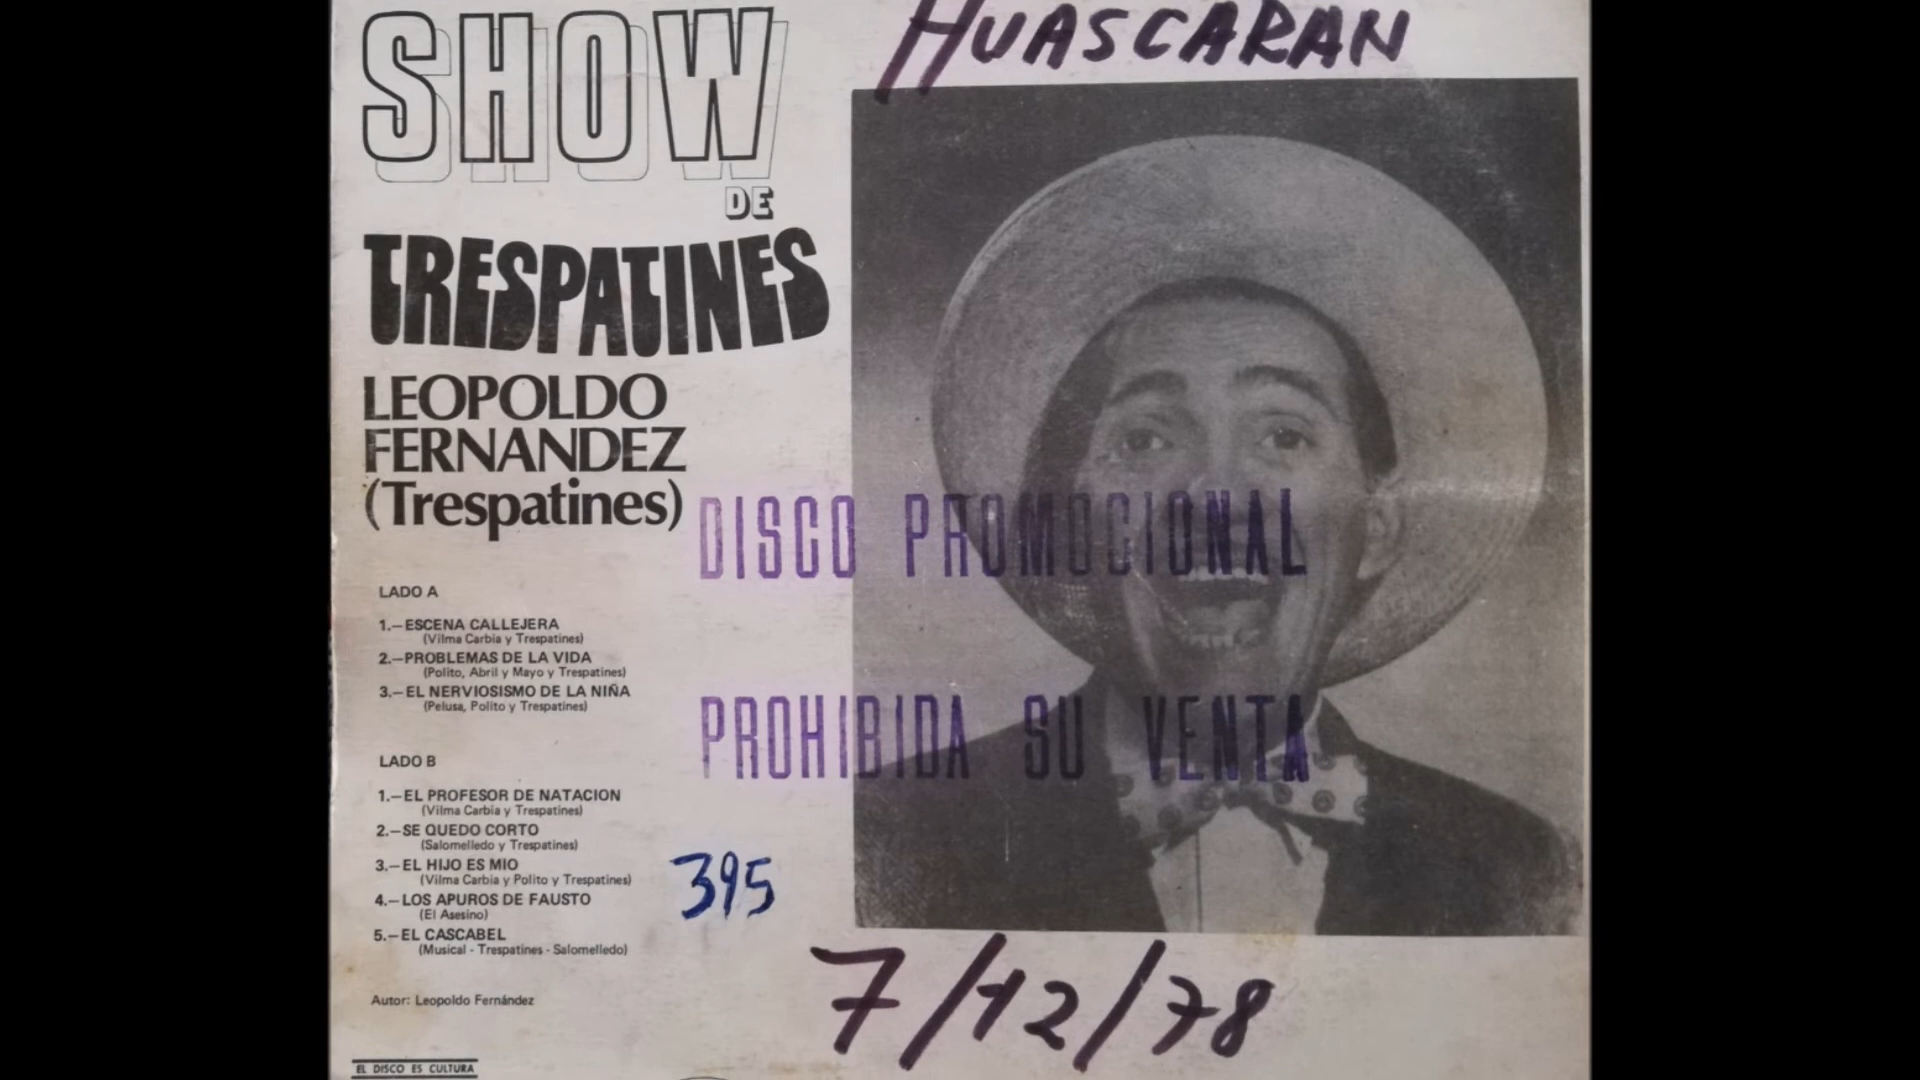 HUASCARAN
SHOW
DE
TRESPATINES
LEOPOLDO
FERNANDEZ
(Trespatines)
DISCO PROMOCIONAL
PROHIBIDA SU VENTA
LADO A
1.—ESCENA CALLEJERA
(Vilma Carbia y Trespatines)
2.—PROBLEMAS DE LA VIDA
(Polito, Abril y Mayo y Trespatines)
3.—EL NERVIOSISMO DE LA NIÑA
(Pelusa, Polito y Trespatines)
LADO B
1.—EL PROFESOR DE NATACION
(Vilma Carbia y Trespatines)
2.—SE QUEDO CORTO
(Salomelledo y Trespatines)
3.—EL HIJO ES MIO
(Vilma Carbia y Polito y Trespatines)
4.—LOS APUROS DE FAUSTO
(El Asesino)
5.—EL CASCABEL
(Musical - Trespatines - Salomelledo)
395
7/12/78
Autor: Leopoldo Fernández
EL DISCO ES CULTURA